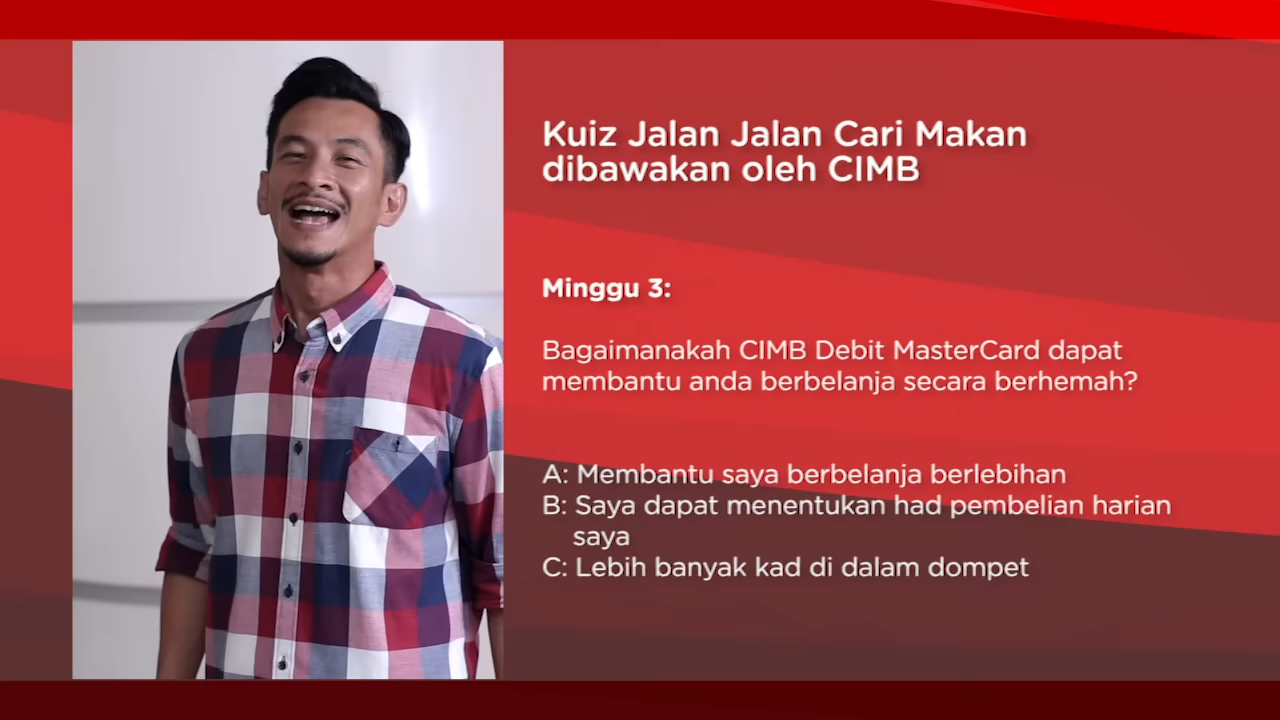 Kuiz Jalan Jalan Cari Makan
dibawakan oleh CIMB
Minggu 3:
Bagaimanakah CIMB Debit MasterCard dapat
membantu anda berbelanja secara berhemah?
A: Membantu saya berbelanja berlebihan
B: Saya dapat menentukan had pembelian harian
saya
C: Lebih banyak kad di dalam dompet